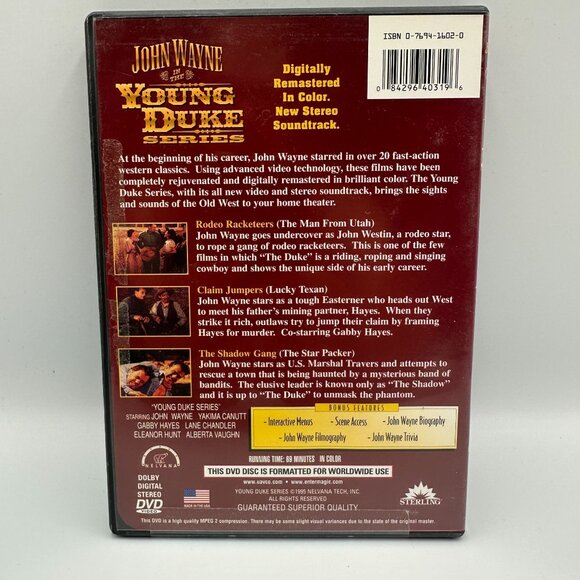 JOHN WAYNE
IN THE
YOUNG
DUKE
SERIES
Digitally
Remastered
In Color.
New Stereo
Soundtrack.
ISBN 0-7694-1602-0
0 84296 40319 6
At the beginning of his career, John Wayne starred in over 20 fast-action
western classics. Using advanced video technology, these films have been
completely rejuvenated and digitally remastered in brilliant color. The Young
Duke Series, with its all new video and stereo soundtrack, brings the sights
and sounds of the Old West to your home theater.
Rodeo Racketeers (The Man From Utah)
John Wayne goes undercover as John Westin, a rodeo star,
to rope a gang of rodeo racketeers. This is one of the few
films in which "The Duke" is a riding, roping and singing
cowboy and shows the unique side of his early career.
Claim Jumpers (Lucky Texan)
John Wayne stars as a tough Easterner who heads out West
to meet his father's mining partner, Hayes. When they
strike it rich, outlaws try to jump their claim by framing
Hayes for murder. Co-starring Gabby Hayes.
The Shadow Gang (The Star Packer)
John Wayne stars as U.S. Marshal Travers and attempts to
rescue a town that is being haunted by a mysterious band of
bandits. The elusive leader is known only as "The Shadow"
and it is up to "The Duke" to unmask the phantom.
"YOUNG DUKE SERIES"
STARRING JOHN WAYNE YAKIMA CANUTT
GABBY HAYES LANE CHANDLER
ELEANOR HUNT ALBERTA VAUGHN
BONUS FEATURES
- Interactive Menus - Scene Access - John Wayne Biography
- John Wayne Filmography - John Wayne Trivia
NELVANA
RUNNING TIME: 69 MINUTES IN COLOR
THIS DVD DISC IS FORMATTED FOR WORLDWIDE USE
www.uavco.com www.entermagic.com
DOLBY
DIGITAL
STEREO
DVD
VIDEO
MADE IN THE USA
YOUNG DUKE SERIES ©1995 NELVANA TECH, INC.
ALL RIGHTS RESERVED
GUARANTEED SUPERIOR QUALITY
STERLING
This DVD is a high quality MPEG 2 compression. There may be some slight visual variances due to the state of the original master.